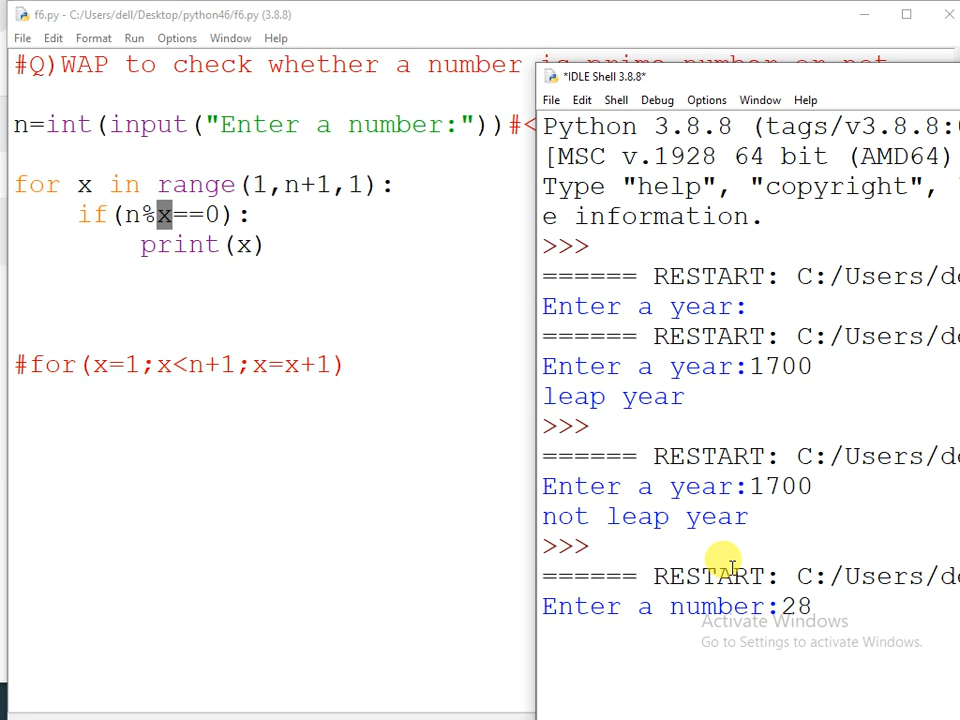 f6.py - C:/Users/dell/Desktop/python46/f6.py (3.8.8)
File Edit Format Run Options Window Help
#Q)WAP to check whether a number is prime number or not
n=int(input("Enter a number:"))#<
for x in range(1,n+1,1):
if(n%x==0):
print(x)
#for(x=1;x<n+1;x=x+1)
*IDLE Shell 3.8.8*
File Edit Shell Debug Options Window Help
Python 3.8.8 (tags/v3.8.8:
[MSC v.1928 64 bit (AMD64)
Type "help", "copyright",
e information.
>>>
====== RESTART: C:/Users/de
Enter a year:
====== RESTART: C:/Users/de
Enter a year:1700
leap year
>>>
====== RESTART: C:/Users/de
Enter a year:1700
not leap year
>>>
====== RESTART: C:/Users/de
Enter a number:28
Activate Windows
Go to Settings to activate Windows.